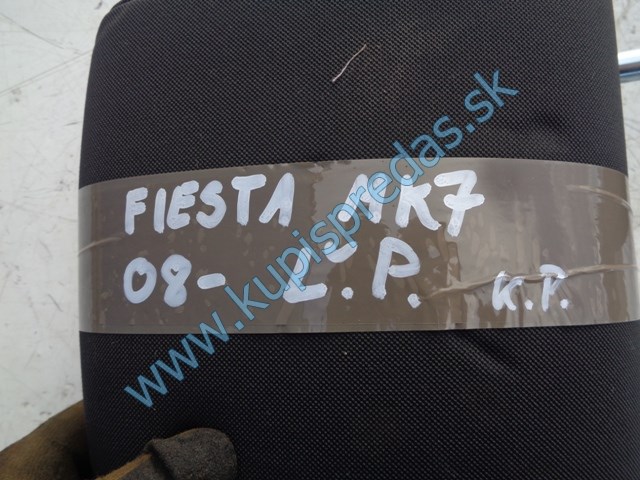 FIESTA MK7
08- Z.P. K.P.
www.kupispredas.sk